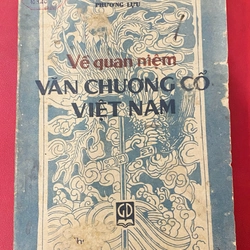 PHƯƠNG LỰU
Về quan niệm
VĂN CHƯƠNG CỔ
VIỆT NAM
GD